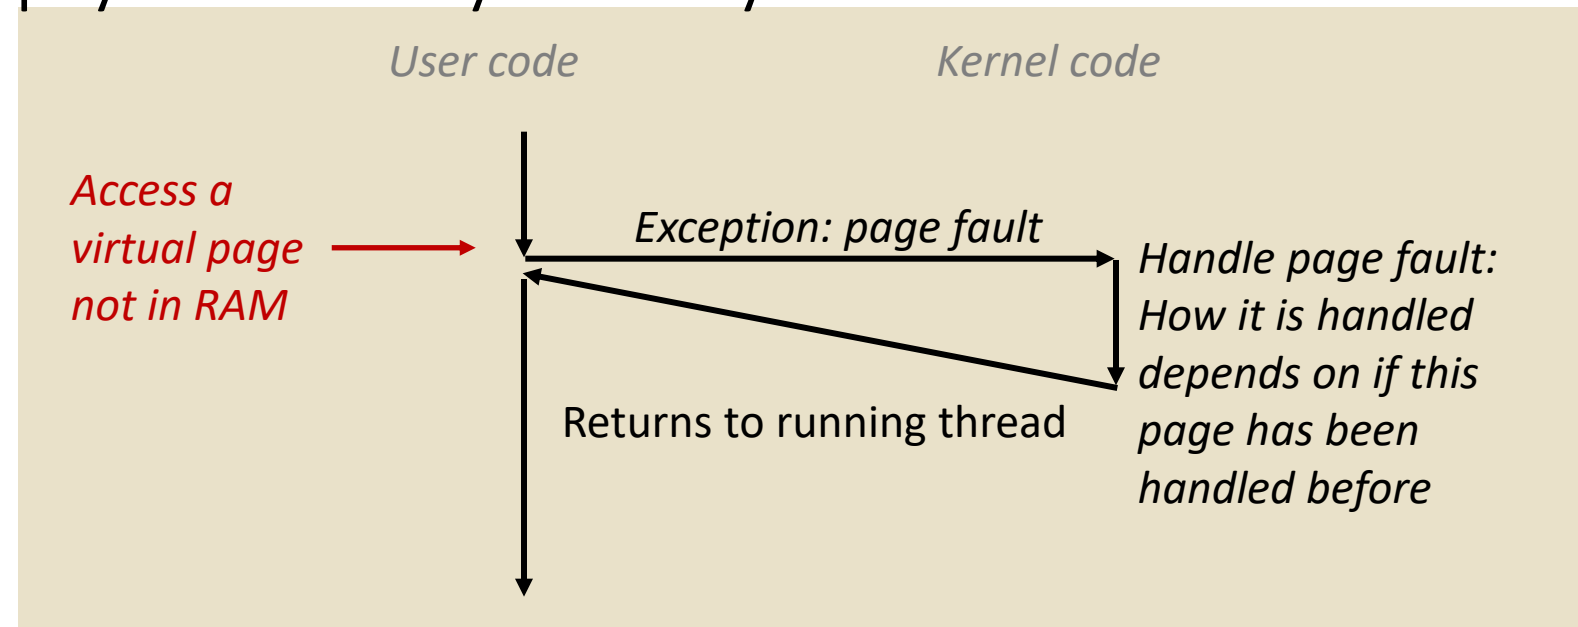 User code
Kernel code
Access a
virtual page
not in RAM
Exception: page fault
Handle page fault:
How it is handled
depends on if this
page has been
handled before
Returns to running thread